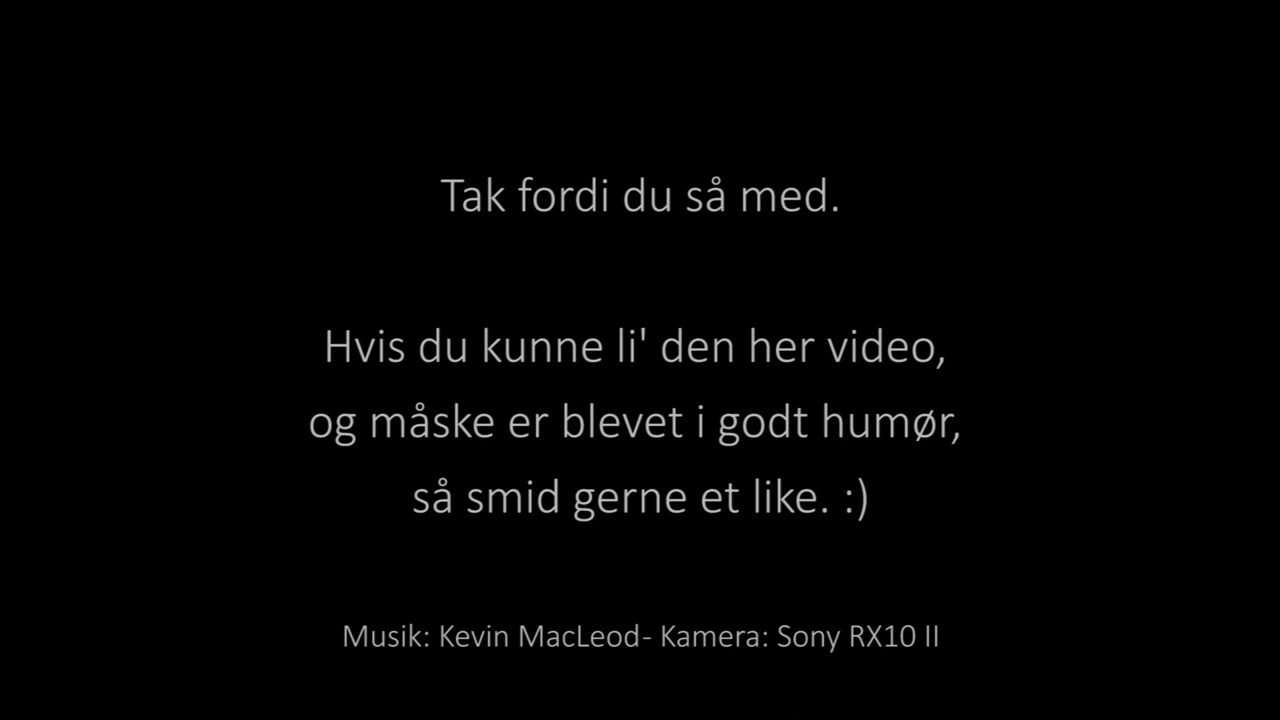 Tak fordi du så med.
Hvis du kunne li' den her video,
og måske er blevet i godt humør,
så smid gerne et like. :)
Musik: Kevin MacLeod- Kamera: Sony RX10 II